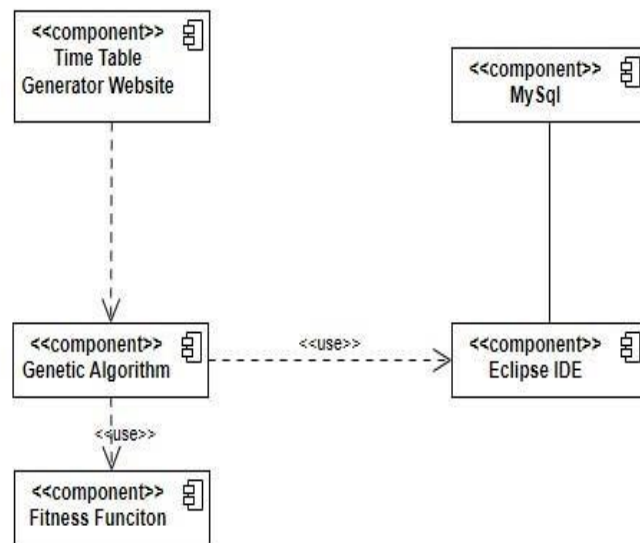 <<component>>
Time Table
Generator Website
<<component>>
MySql
<<component>>
Genetic Algorithm
<<use>>
<<component>>
Eclipse IDE
<<use>>
<<component>>
Fitness Funciton